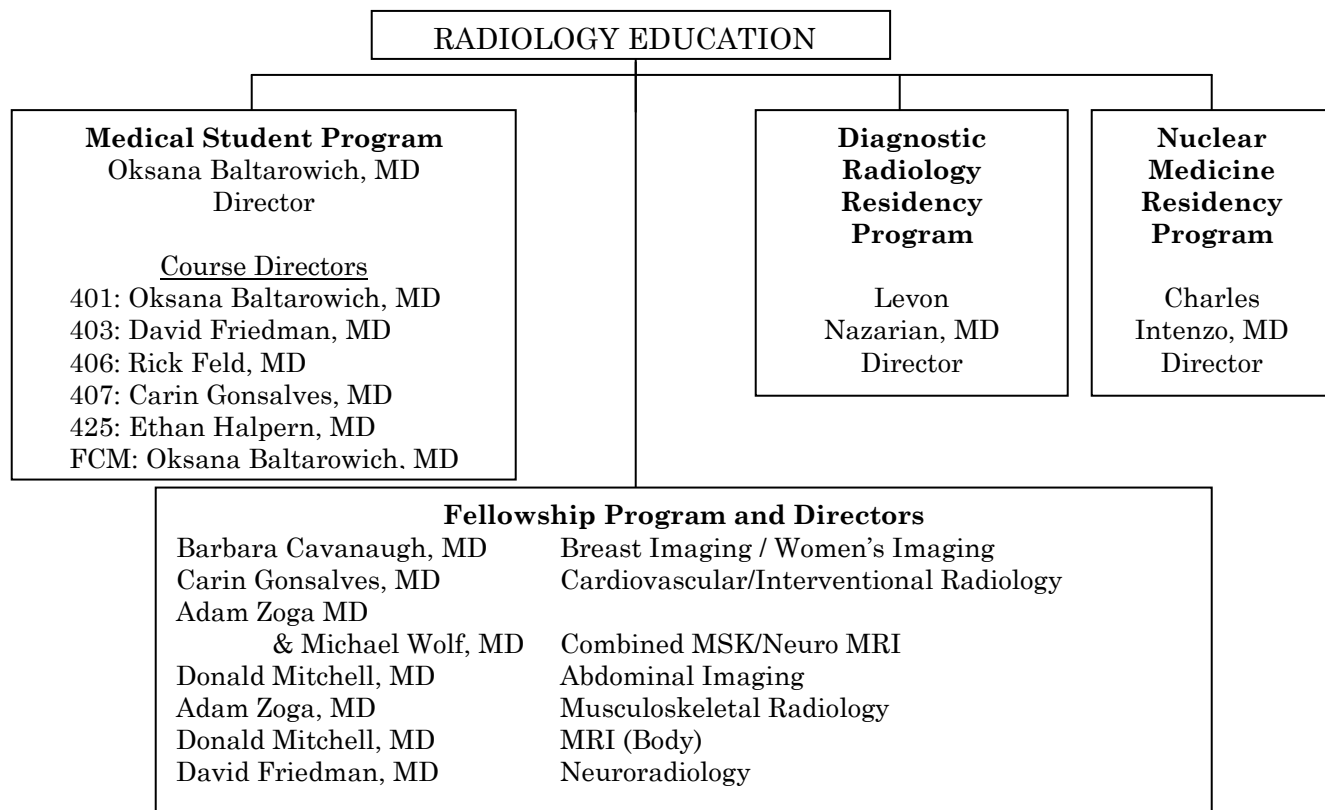 RADIOLOGY EDUCATION
Medical Student Program
Oksana Baltarowich, MD
Director
Course Directors
401: Oksana Baltarowich, MD
403: David Friedman, MD
406: Rick Feld, MD
407: Carin Gonsalves, MD
425: Ethan Halpern, MD
FCM: Oksana Baltarowich, MD
Diagnostic
Radiology
Residency
Program
Levon
Nazarian, MD
Director
Nuclear
Medicine
Residency
Program
Charles
Intenzo, MD
Director
Fellowship Program and Directors
Barbara Cavanaugh, MD Breast Imaging / Women's Imaging
Carin Gonsalves, MD Cardiovascular/Interventional Radiology
Adam Zoga MD
& Michael Wolf, MD Combined MSK/Neuro MRI
Donald Mitchell, MD Abdominal Imaging
Adam Zoga, MD Musculoskeletal Radiology
Donald Mitchell, MD MRI (Body)
David Friedman, MD Neuroradiology